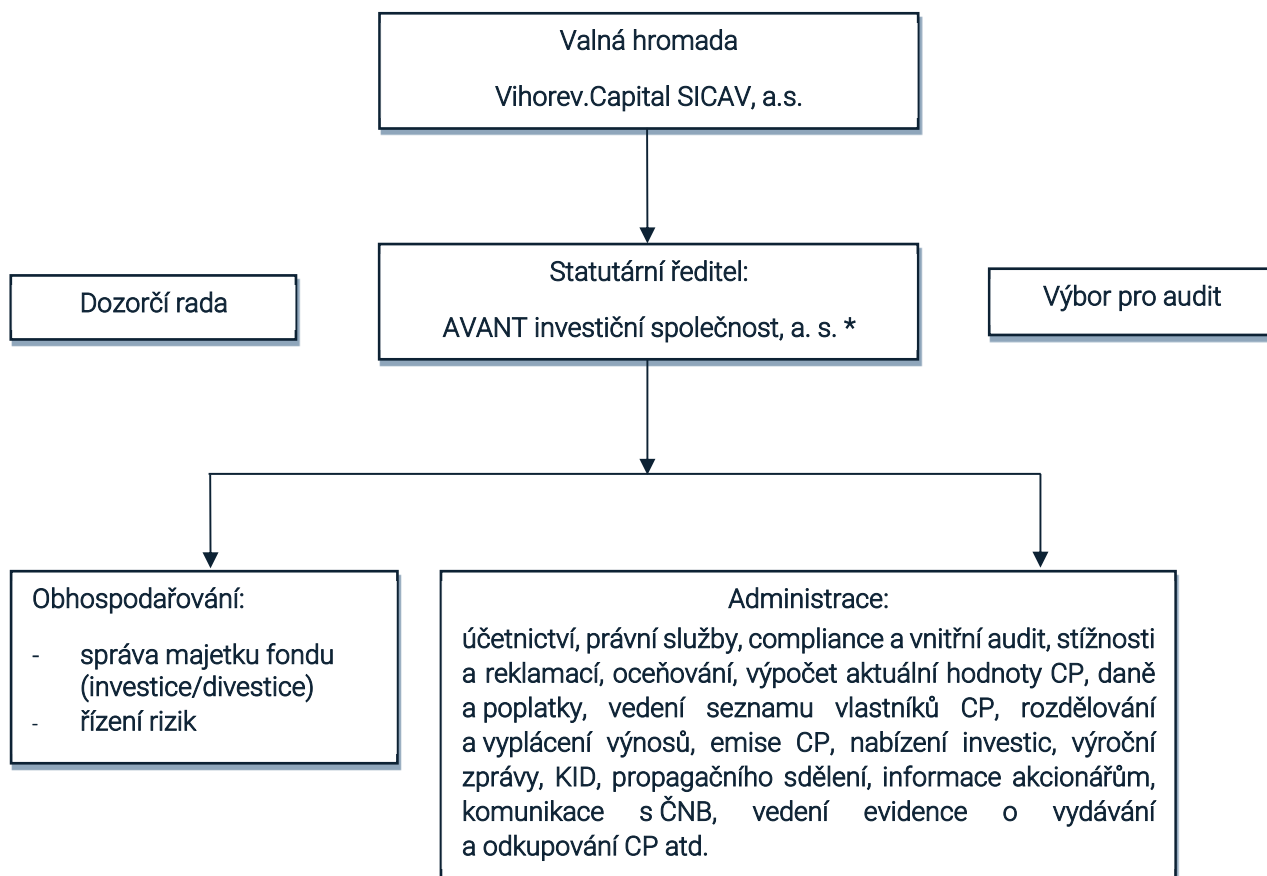 Valná hromada
Vihorev.Capital SICAV, a.s.
Statutární ředitel:
AVANT investiční společnost, a. s. *
Dozorčí rada
Výbor pro audit
Obhospodařování:
- správa majetku fondu
(investice/divestice)
- řízení rizik
Administrace:
účetnictví, právní služby, compliance a vnitřní audit, stížnosti
a reklamací, oceňování, výpočet aktuální hodnoty CP, daně
a poplatky, vedení seznamu vlastníků CP, rozdělování
a vyplácení výnosů, emise CP, nabízení investic, výroční
zprávy, KID, propagačního sdělení, informace akcionářům,
komunikace s ČNB, vedení evidence o vydávání
a odkupování CP atd.